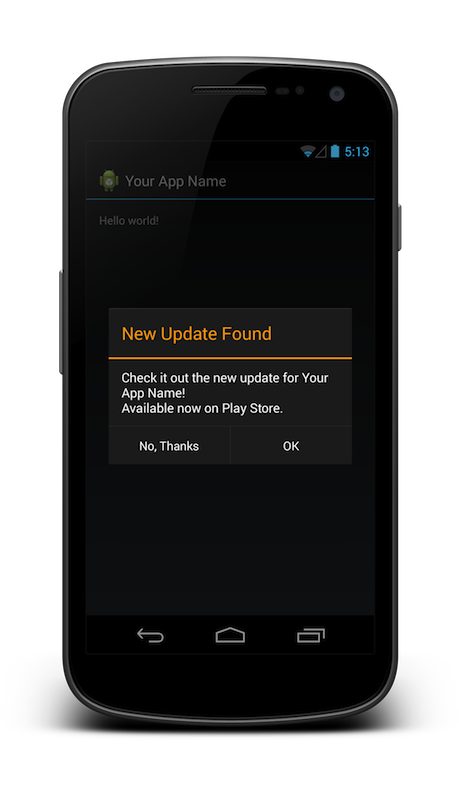 5:13
Your App Name
Hello world!
New Update Found
Check it out the new update for Your
App Name!
Available now on Play Store.
No, Thanks
OK